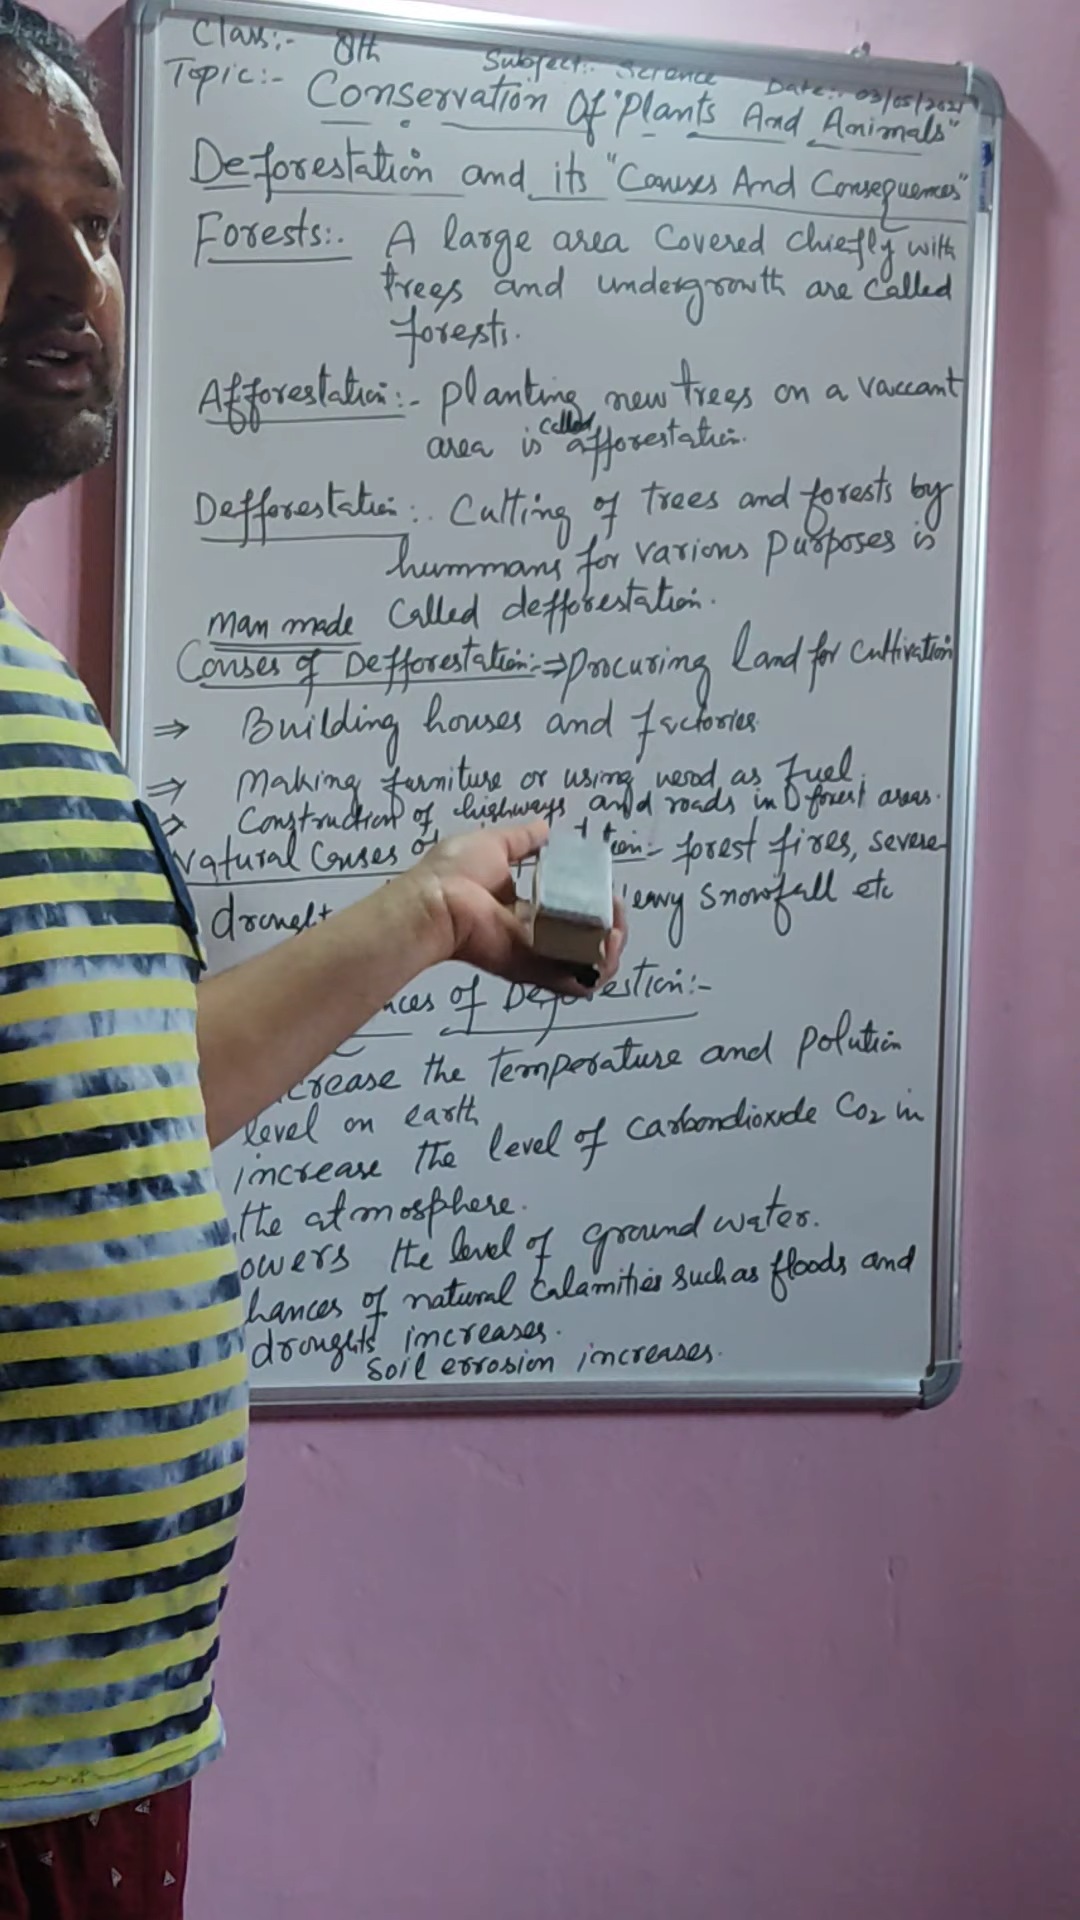 Class:- 8th Subject:- Science Date:- 03/05/2021
Topic:- Conservation Of "Plants And Animals"
Deforestation and its "Causes And Consequences"
Forests:- A large area Covered chiefly with
trees and undergrowth are called
forests.
Afforestation:- planting new trees on a vaccant
area is called afforestation.
Defforestation:- Cutting of trees and forests by
hummans for various purposes is
called defforestation.
man made
Causes of Defforestation:- ⇒ procuring land for cultivation
⇒ Building houses and factories.
⇒ Making furniture or using wood as fuel.
⇒ Construction of highways and roads in forest areas.
Natural Causes of tion:- forest fires, severe
drought eavy snowfall etc
nces of Deforestion:-
crease the temperature and polution
level on earth
increase the level of carbondioxide CO2 in
the atmosphere.
owers the level of ground water.
hances of natural calamities such as floods and
droughts increases.
soil errosion increases.